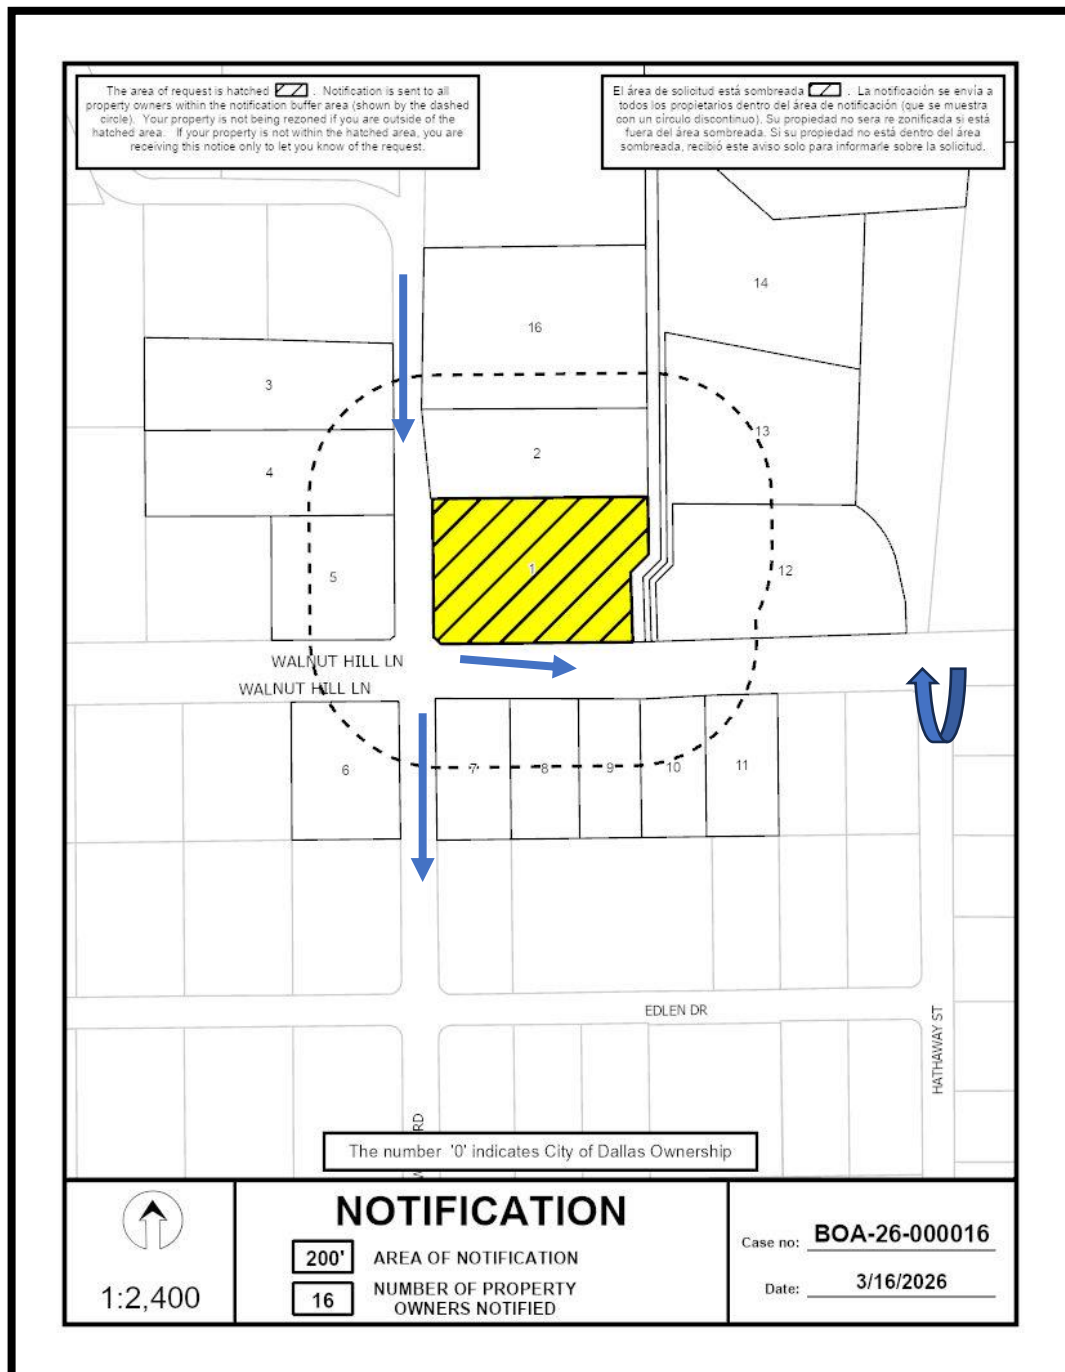 The area of request is hatched . Notification is sent to all
property owners within the notification buffer area (shown by the dashed
circle). Your property is not being rezoned if you are outside of the
hatched area. If your property is not within the hatched area, you are
receiving this notice only to let you know of the request.
El área de solicitud está sombreada . La notificación se envía a
todos los propietarios dentro del área de notificación (que se muestra
con un círculo discontinuo). Su propiedad no sera re zonificada si está
fuera del área sombreada. Si su propiedad no está dentro del área
sombreada, recibió este aviso solo para informarle sobre la solicitud.
14
16
3
13
2
4
1
5
12
WALNUT HILL LN
WALNUT HILL LN
6
7
8
9
10
11
EDLEN DR
HATHAWAY ST
RD
The number '0' indicates City of Dallas Ownership
1:2,400
NOTIFICATION
200' AREA OF NOTIFICATION
16 NUMBER OF PROPERTY
OWNERS NOTIFIED
Case no: BOA-26-000016
Date: 3/16/2026